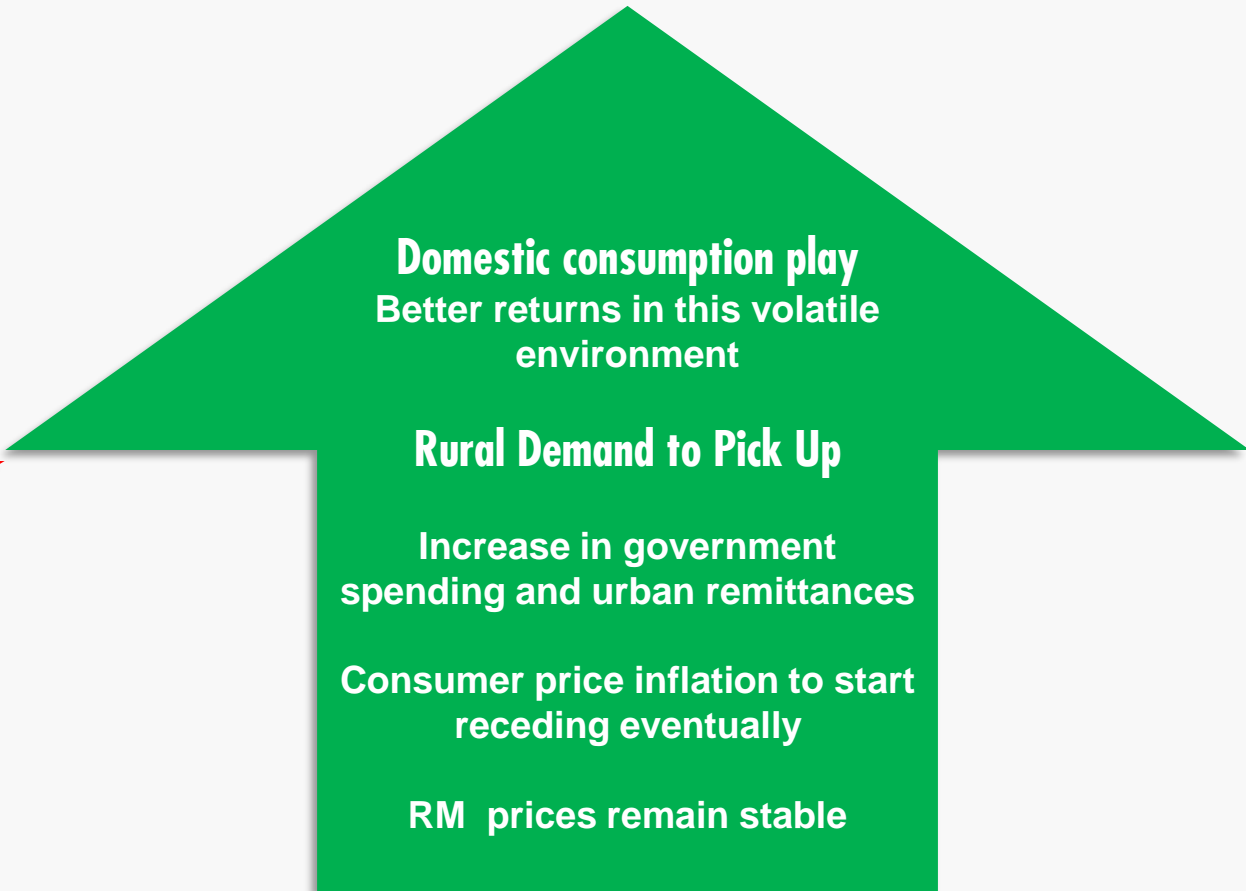 Domestic consumption play
Better returns in this volatile
environment
Rural Demand to Pick Up
Increase in government
spending and urban remittances
Consumer price inflation to start
receding eventually
RM  prices remain stable